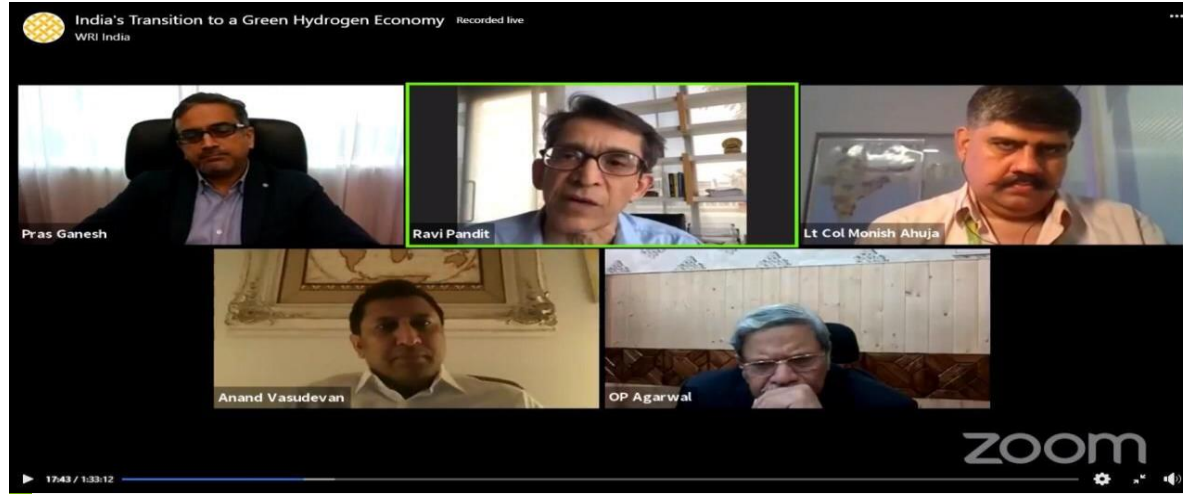 India's Transition to a Green Hydrogen Economy Recorded live
WRI India
Pras Ganesh
Ravi Pandit
Lt Col Monish Ahuja
Anand Vasudevan
OP Agarwal
zoom
17:43 / 1:33:12